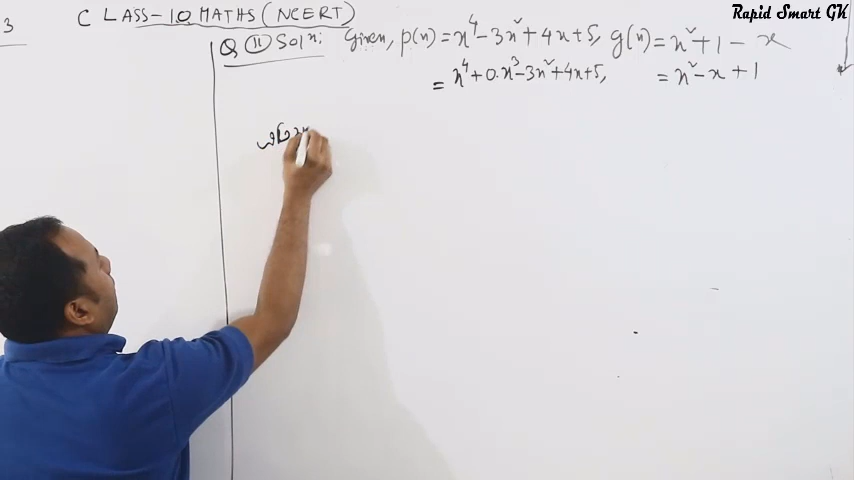 Rapid Smart GK
3
CLASS-10 MATHS (NCERT)
Q (ii) Solⁿ: Given, p(x) = x⁴ - 3x² + 4x + 5, g(x) = x² + 1 - x
= x⁴ + 0.x³ - 3x² + 4x + 5, = x² - x + 1